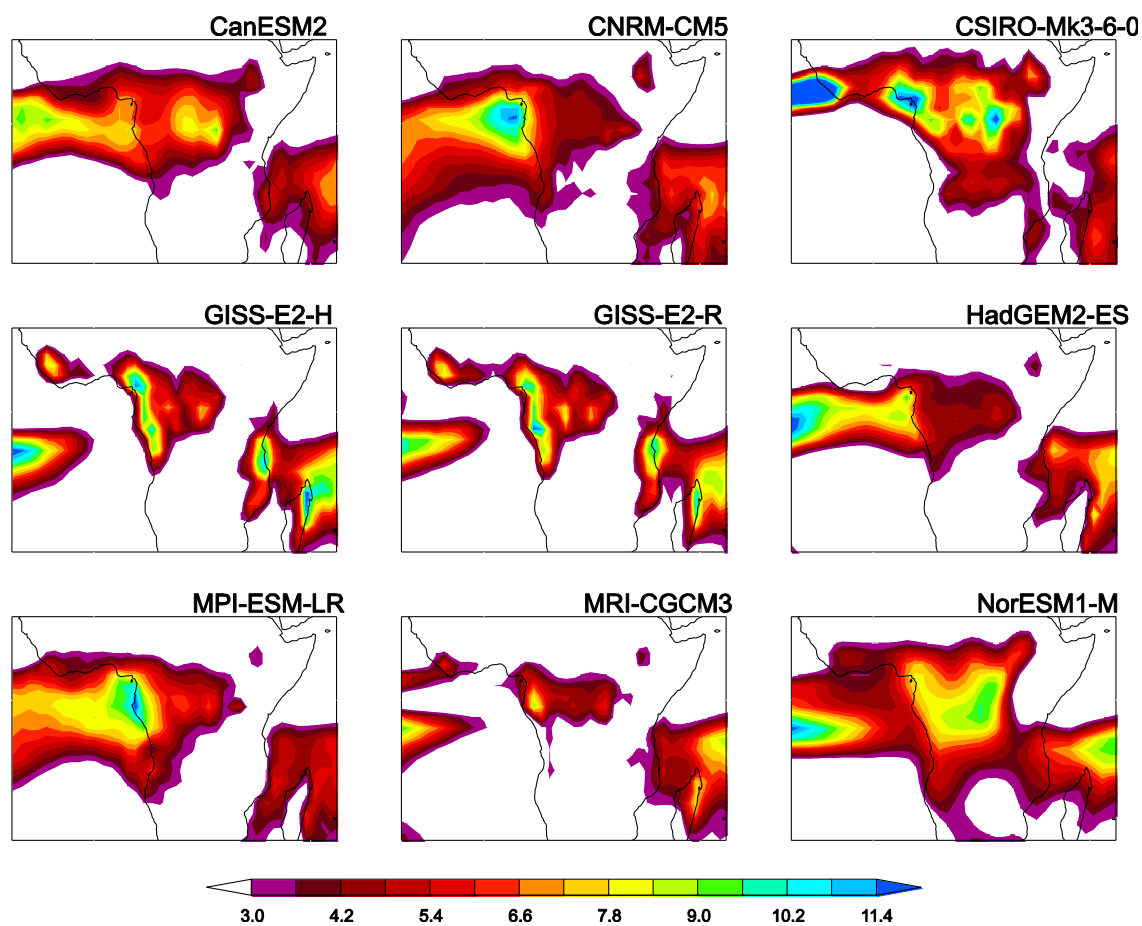 CanESM2 CNRM-CM5 CSIRO-Mk3-6-0
GISS-E2-H GISS-E2-R HadGEM2-ES
MPI-ESM-LR MRI-CGCM3 NorESM1-M
3.0 4.2 5.4 6.6 7.8 9.0 10.2 11.4